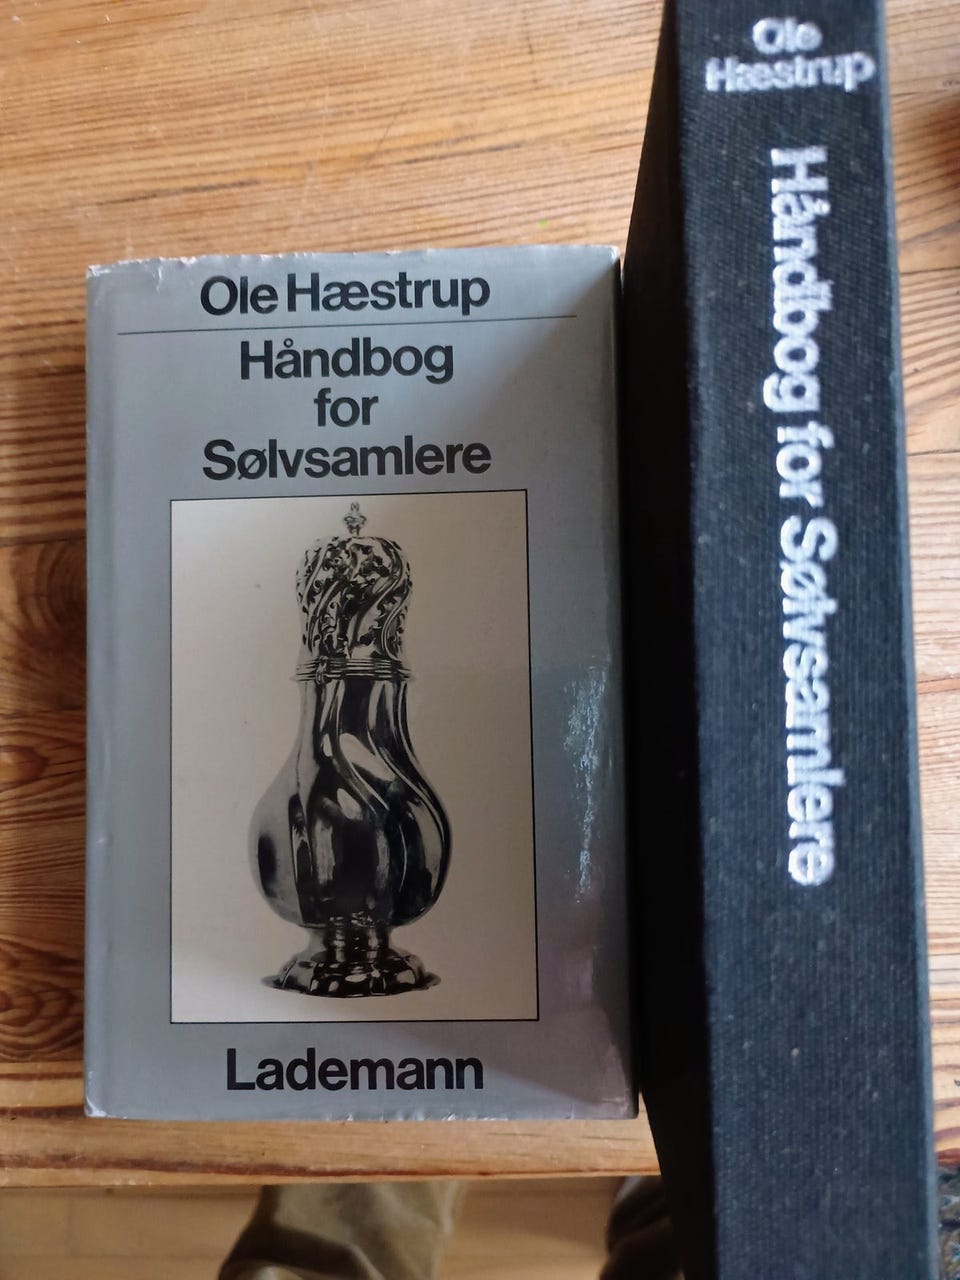 Ole Hæstrup
Håndbog
for
Sølvsamlere
Lademann
Ole
Hæstrup
Håndbog for Sølvsamlere